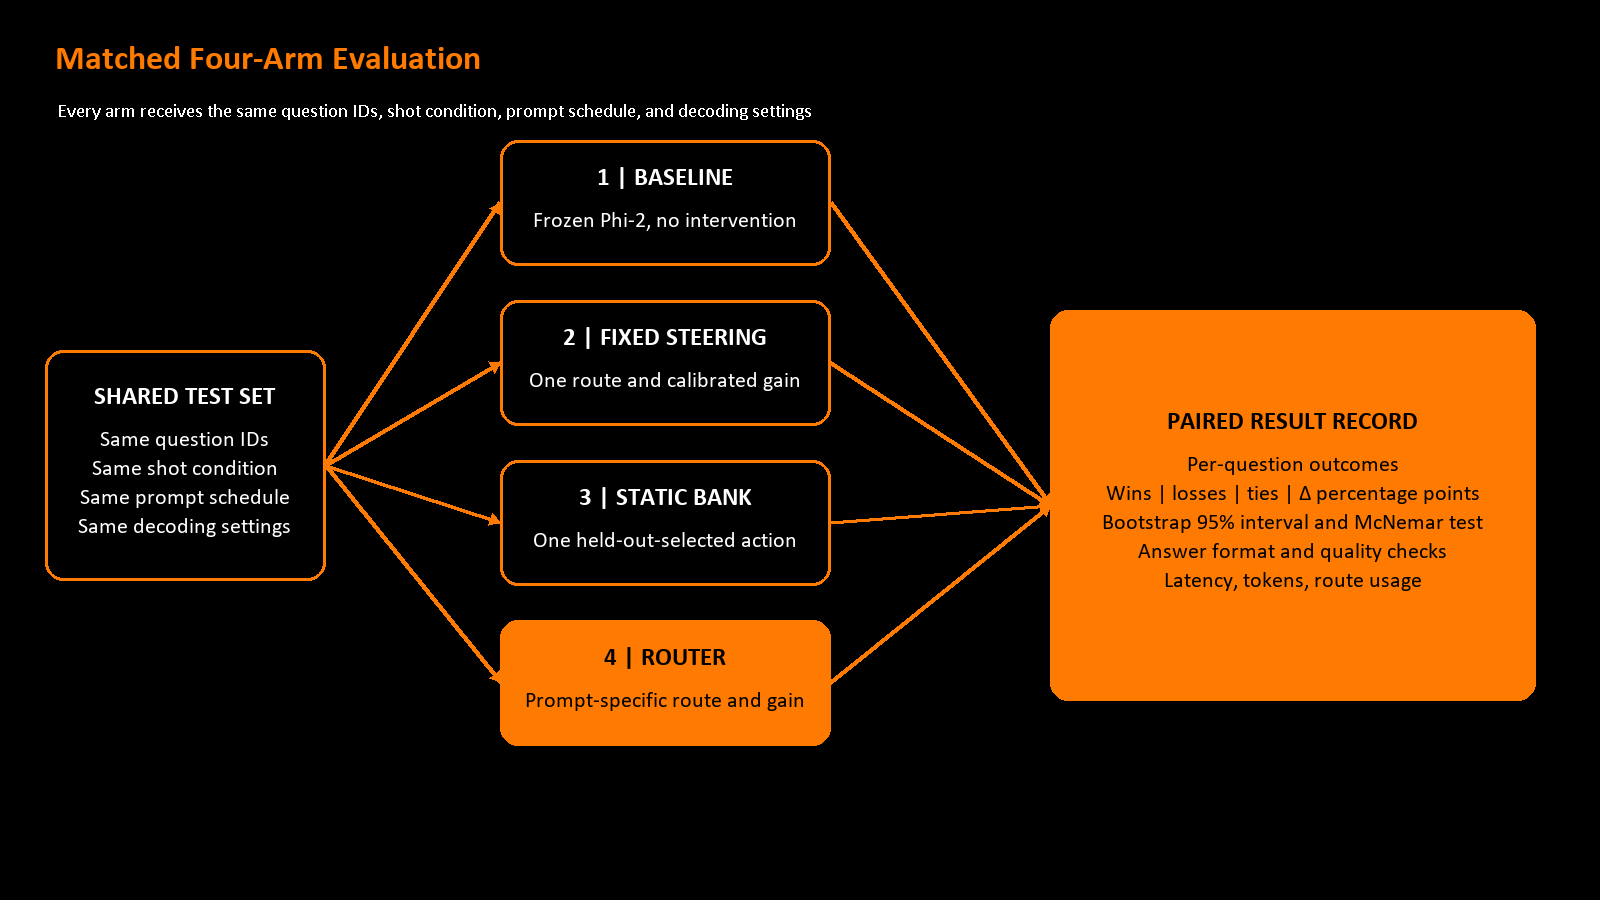 Matched Four-Arm Evaluation
Every arm receives the same question IDs, shot condition, prompt schedule, and decoding settings
SHARED TEST SET
Same question IDs
Same shot condition
Same prompt schedule
Same decoding settings
1 | BASELINE
Frozen Phi-2, no intervention
2 | FIXED STEERING
One route and calibrated gain
3 | STATIC BANK
One held-out-selected action
4 | ROUTER
Prompt-specific route and gain
PAIRED RESULT RECORD
Per-question outcomes
Wins | losses | ties | Δ percentage points
Bootstrap 95% interval and McNemar test
Answer format and quality checks
Latency, tokens, route usage